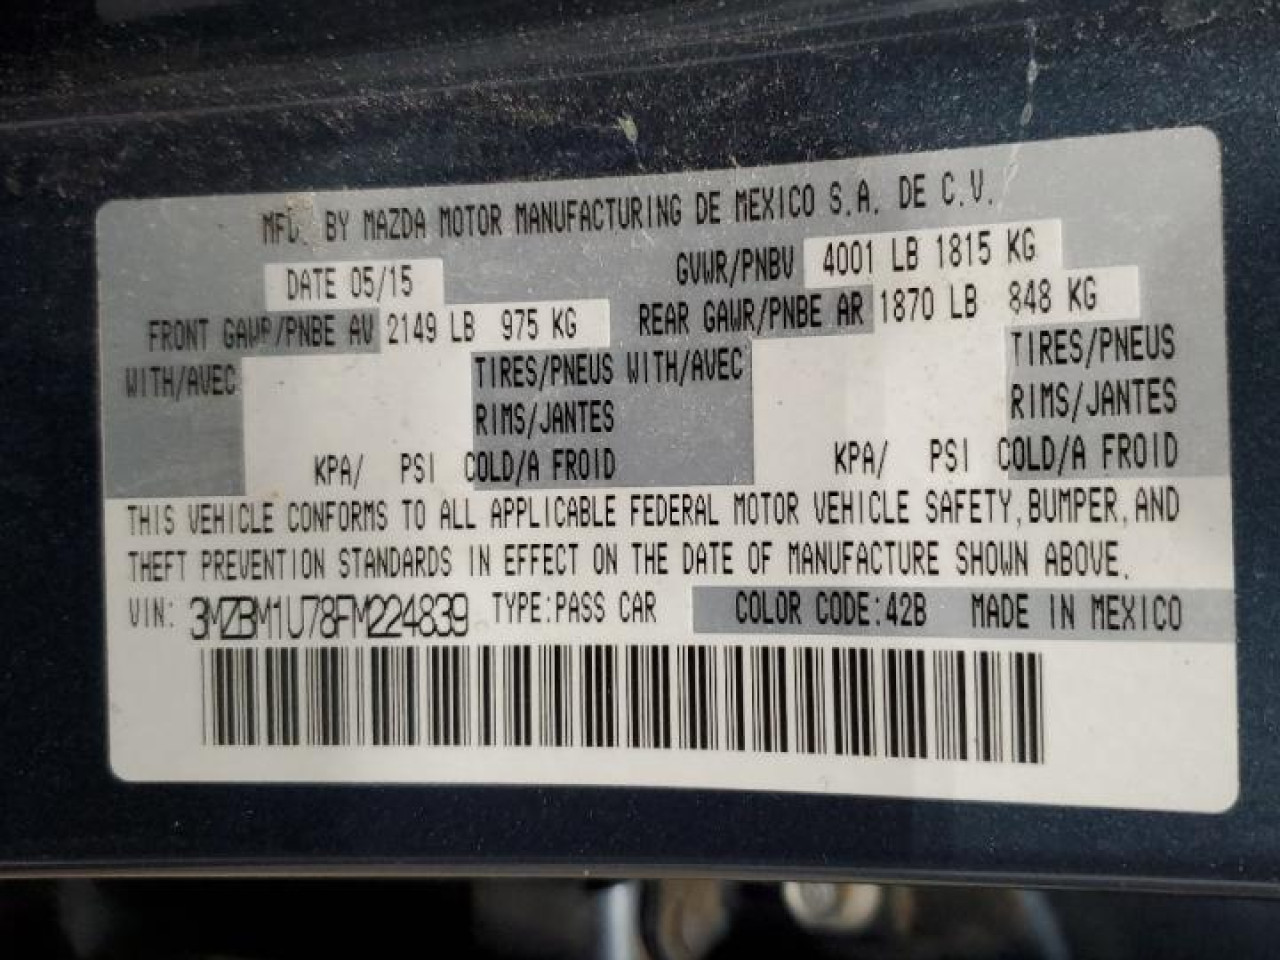 MFD. BY MAZDA MOTOR MANUFACTURING DE MEXICO S.A. DE C.V.
DATE 05/15 GVWR/PNBV 4001 LB 1815 KG
FRONT GAWR/PNBE AV 2149 LB 975 KG REAR GAWR/PNBE AR 1870 LB 848 KG
WITH/AVEC TIRES/PNEUS WITH/AVEC TIRES/PNEUS
RIMS/JANTES RIMS/JANTES
KPA/ PSI COLD/A FROID KPA/ PSI COLD/A FROID
THIS VEHICLE CONFORMS TO ALL APPLICABLE FEDERAL MOTOR VEHICLE SAFETY, BUMPER, AND
THEFT PREVENTION STANDARDS IN EFFECT ON THE DATE OF MANUFACTURE SHOWN ABOVE.
VIN: 3MZBM1U78FM224839 TYPE:PASS CAR COLOR CODE:42B MADE IN MEXICO